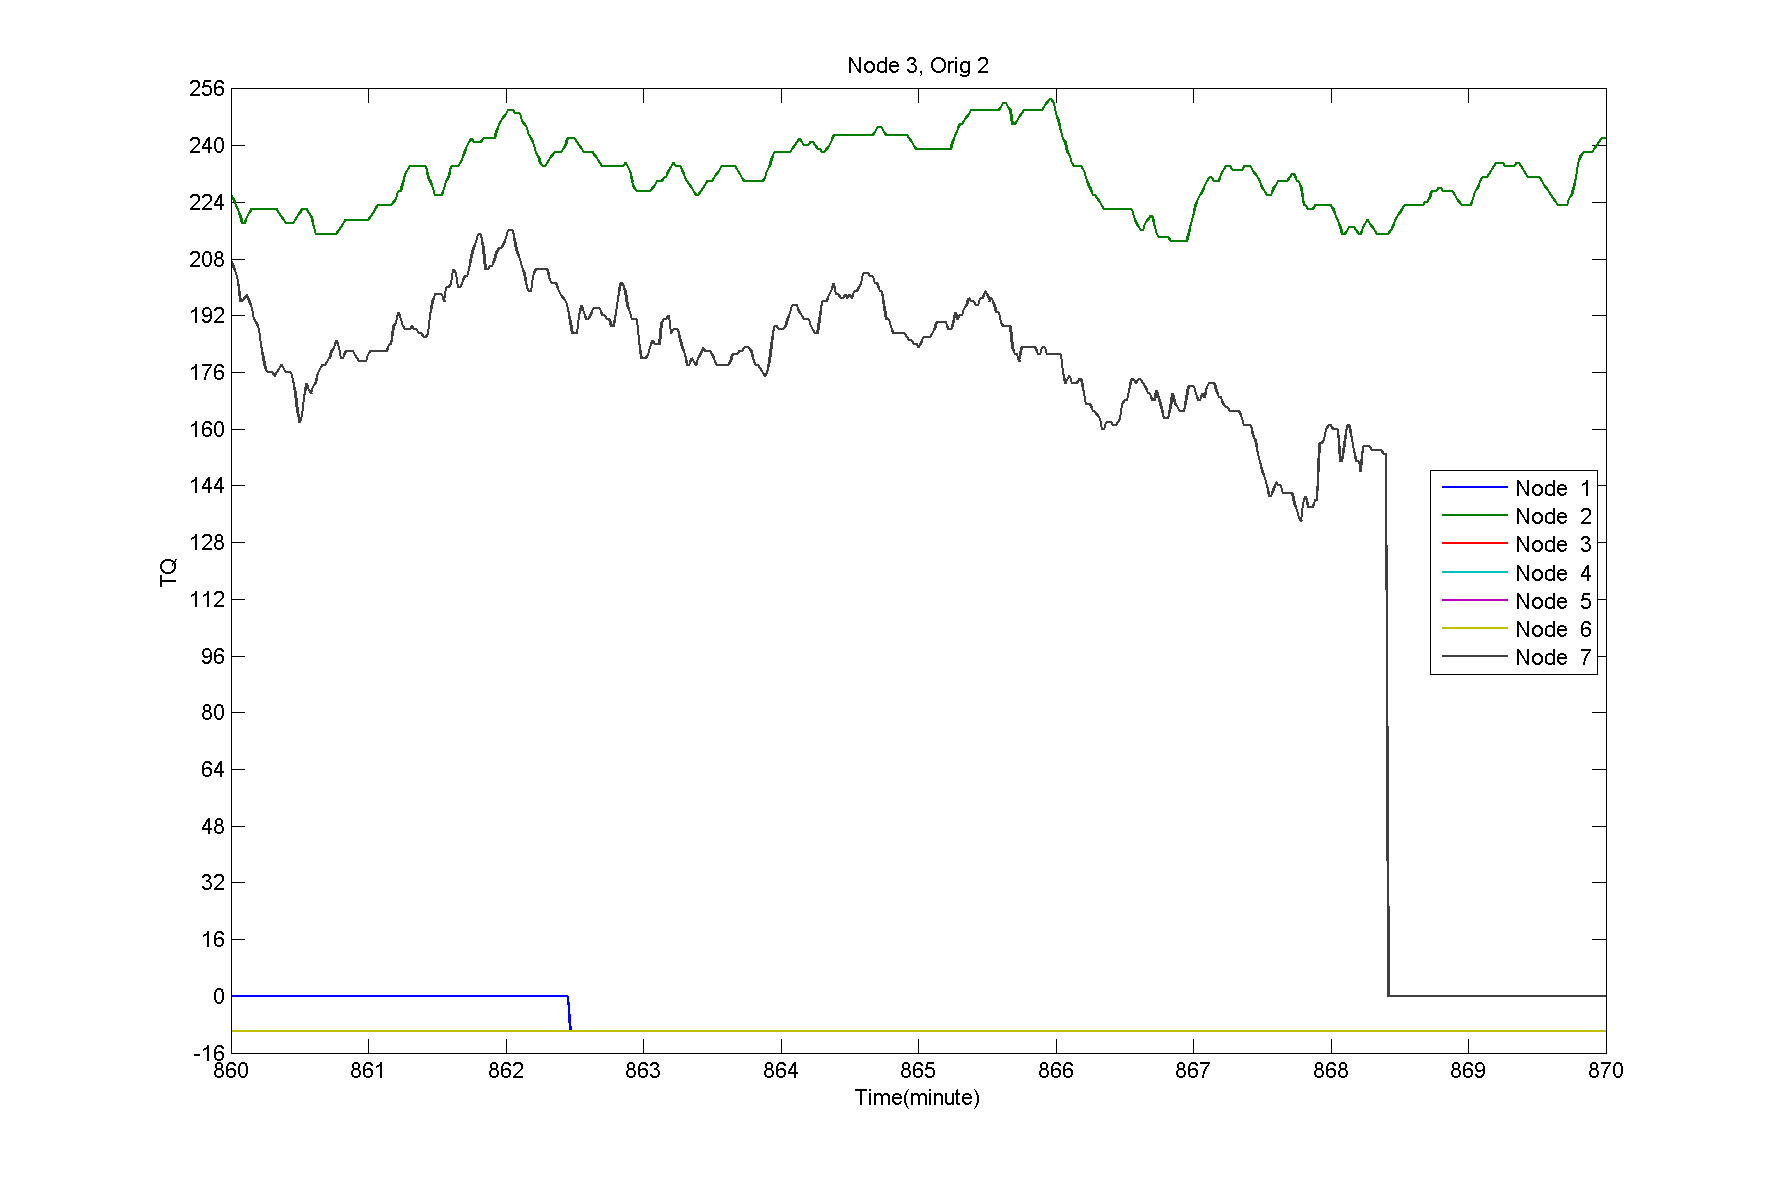 Node 3, Orig 2
256
240
224
208
192
176
160
144
128
112
96
80
64
48
32
16
0
-16
TQ
Node 1
Node 2
Node 3
Node 4
Node 5
Node 6
Node 7
860 861 862 863 864 865 866 867 868 869 870
Time(minute)